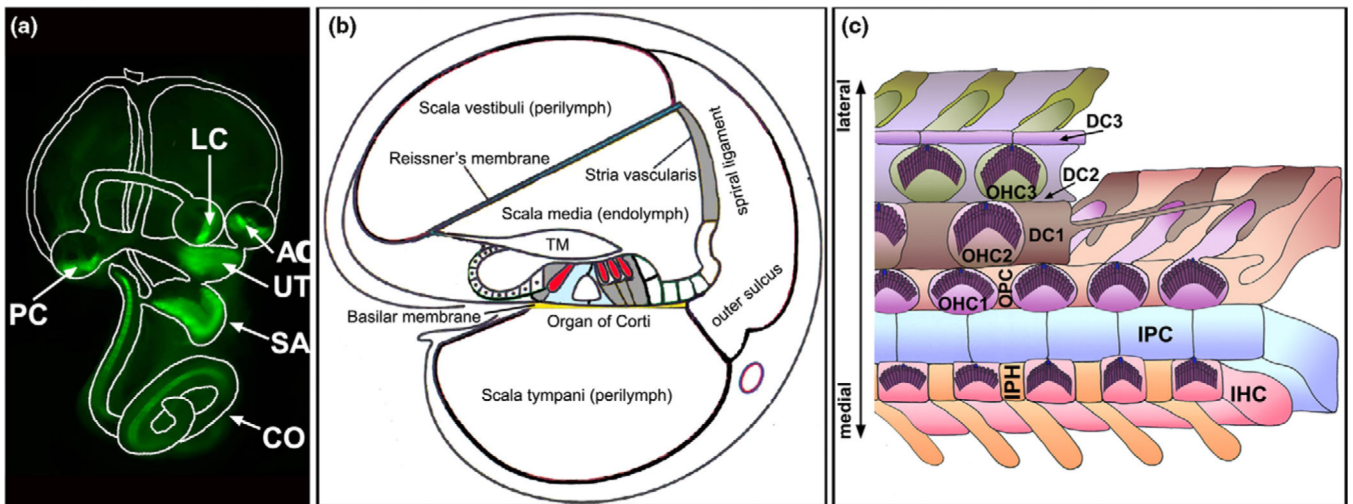 (a)
LC
AC
UT
PC
SA
CO
(b)
Scala vestibuli (perilymph)
Reissner's membrane
Stria vascularis
spiral ligament
Scala media (endolymph)
TM
Basilar membrane
Organ of Corti
outer sulcus
Scala tympani (perilymph)
(c)
lateral
medial
DC3
DC2
OHC3
DC1
OHC2
OHC1
OPC
IPC
IPH
IHC